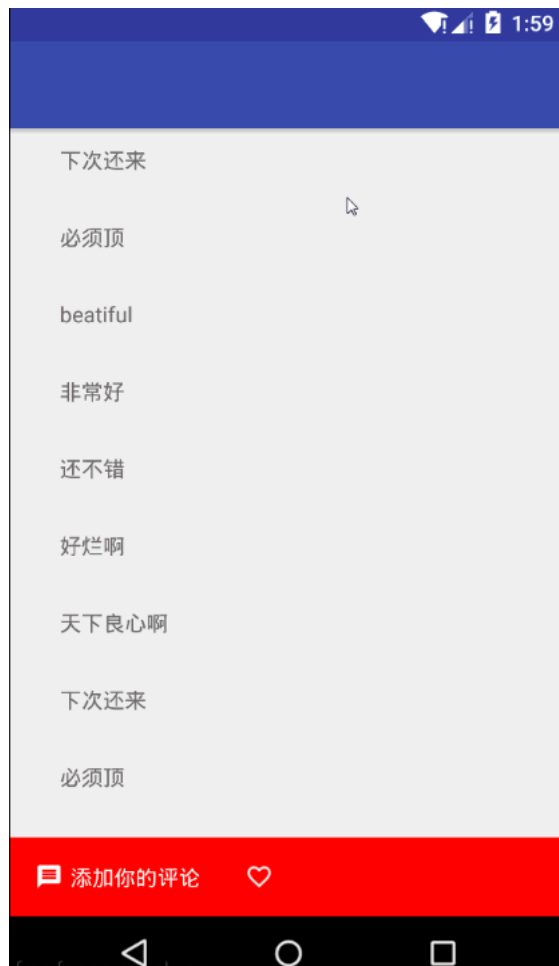 1:59
下次还来
必须顶
beatiful
非常好
还不错
好烂啊
天下良心啊
下次还来
必须顶
添加你的评论